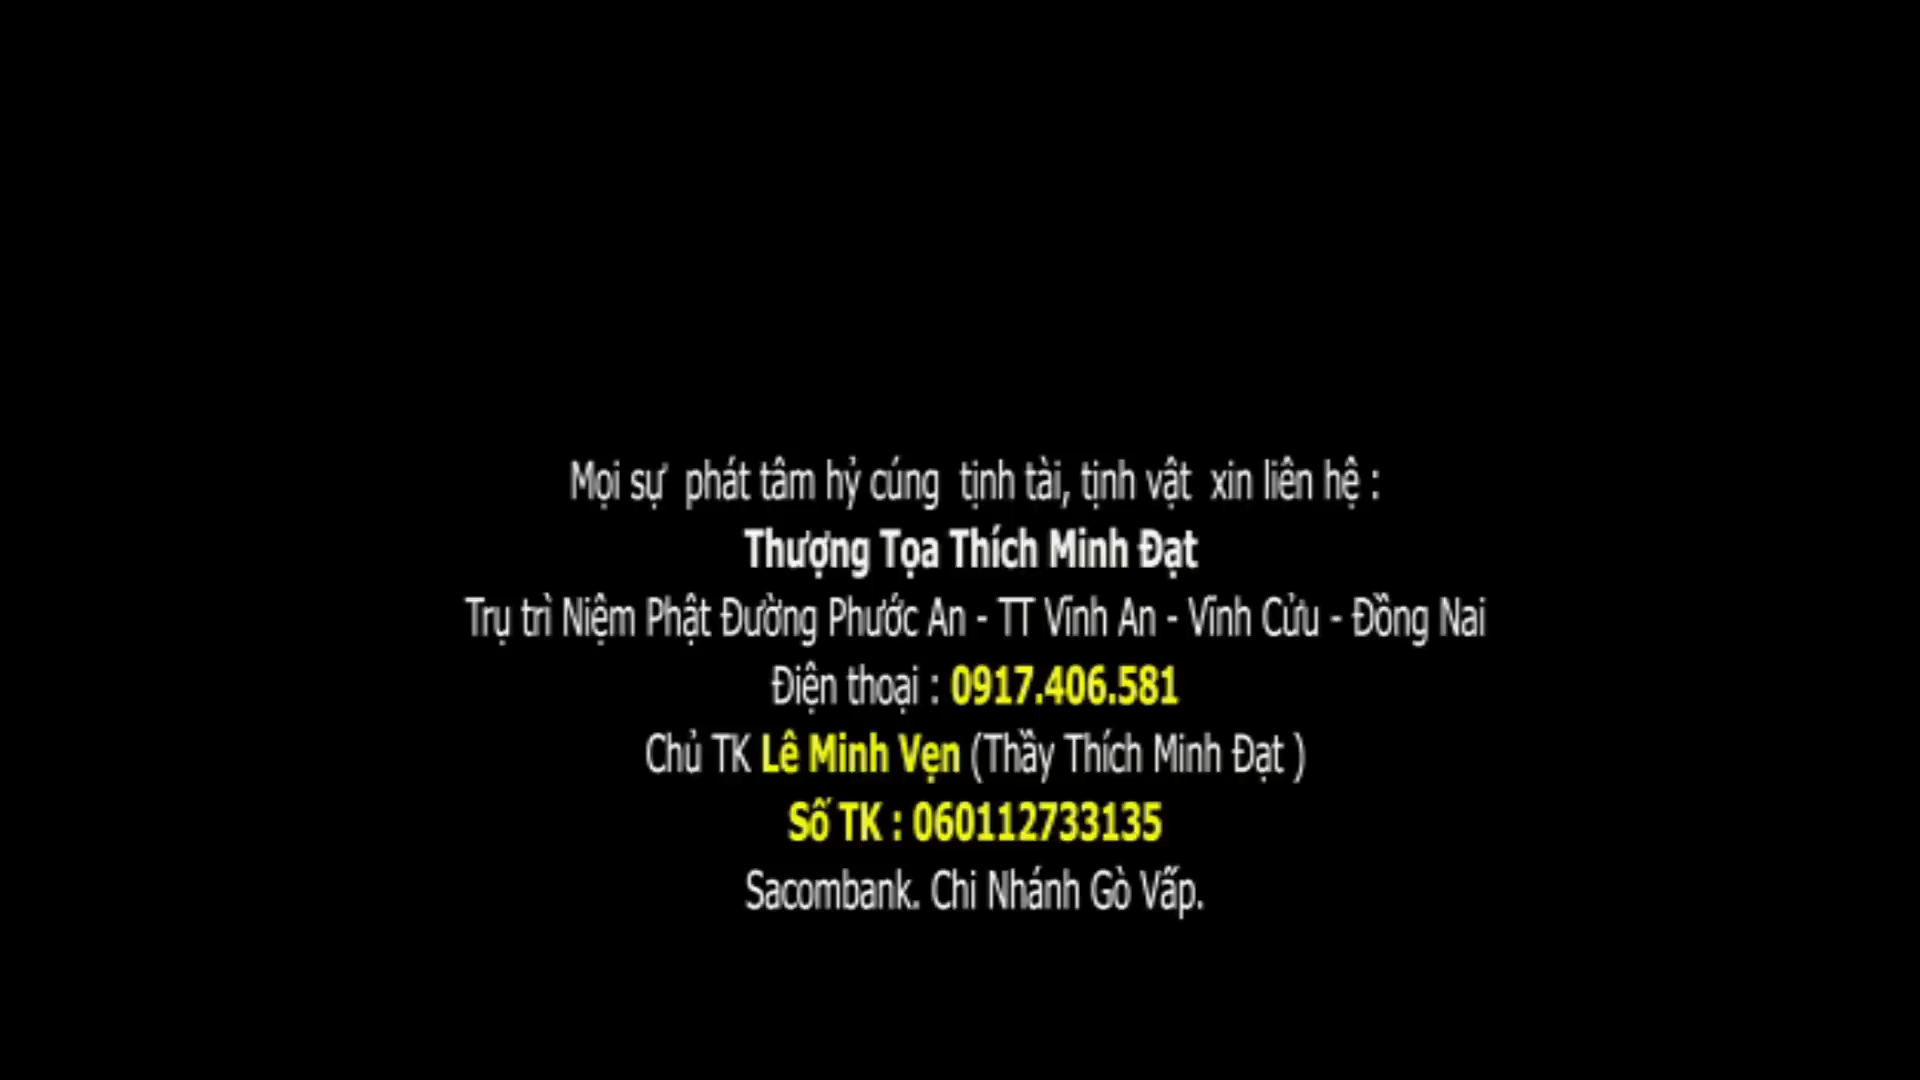 Mọi sự phát tâm hỷ cúng tịnh tài, tịnh vật xin liên hệ :
Thượng Tọa Thích Minh Đạt
Trụ trì Niệm Phật Đường Phước An - TT Vĩnh An - Vĩnh Cửu - Đồng Nai
Điện thoại : 0917.406.581
Chủ TK Lê Minh Vẹn (Thầy Thích Minh Đạt )
Số TK : 060112733135
Sacombank. Chi Nhánh Gò Vấp.